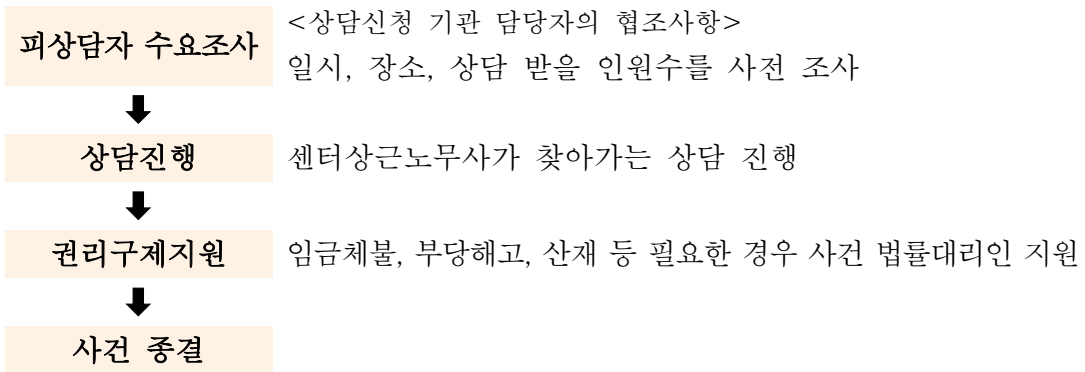 피상담자 수요조사
<상담신청 기관 담당자의 협조사항>
일시, 장소, 상담 받을 인원수를 사전 조사
상담진행
센터상근노무사가 찾아가는 상담 진행
권리구제지원
임금체불, 부당해고, 산재 등 필요한 경우 사건 법률대리인 지원
사건 종결